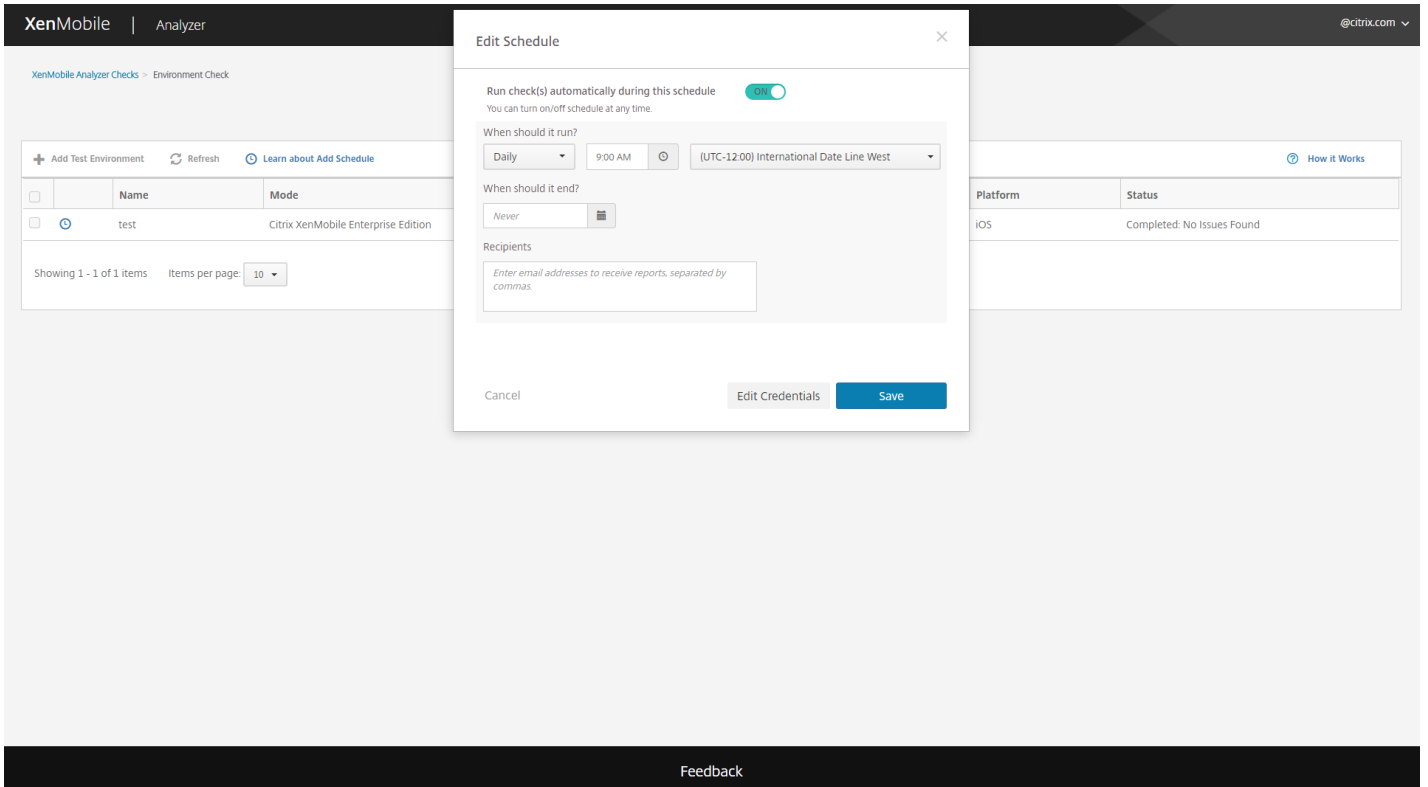 XenMobile | Analyzer
@citrix.com
XenMobile Analyzer Checks > Environment Check
Add Test Environment
Refresh
Learn about Add Schedule
How it Works
Name
Mode
Platform
Status
test
Citrix XenMobile Enterprise Edition
iOS
Completed: No Issues Found
Showing 1 - 1 of 1 items
Items per page: 10
Edit Schedule
Run check(s) automatically during this schedule
ON
You can turn on/off schedule at any time.
When should it run?
Daily
9:00 AM
(UTC-12:00) International Date Line West
When should it end?
Never
Recipients
Enter email addresses to receive reports, separated by
commas.
Cancel
Edit Credentials
Save
Feedback